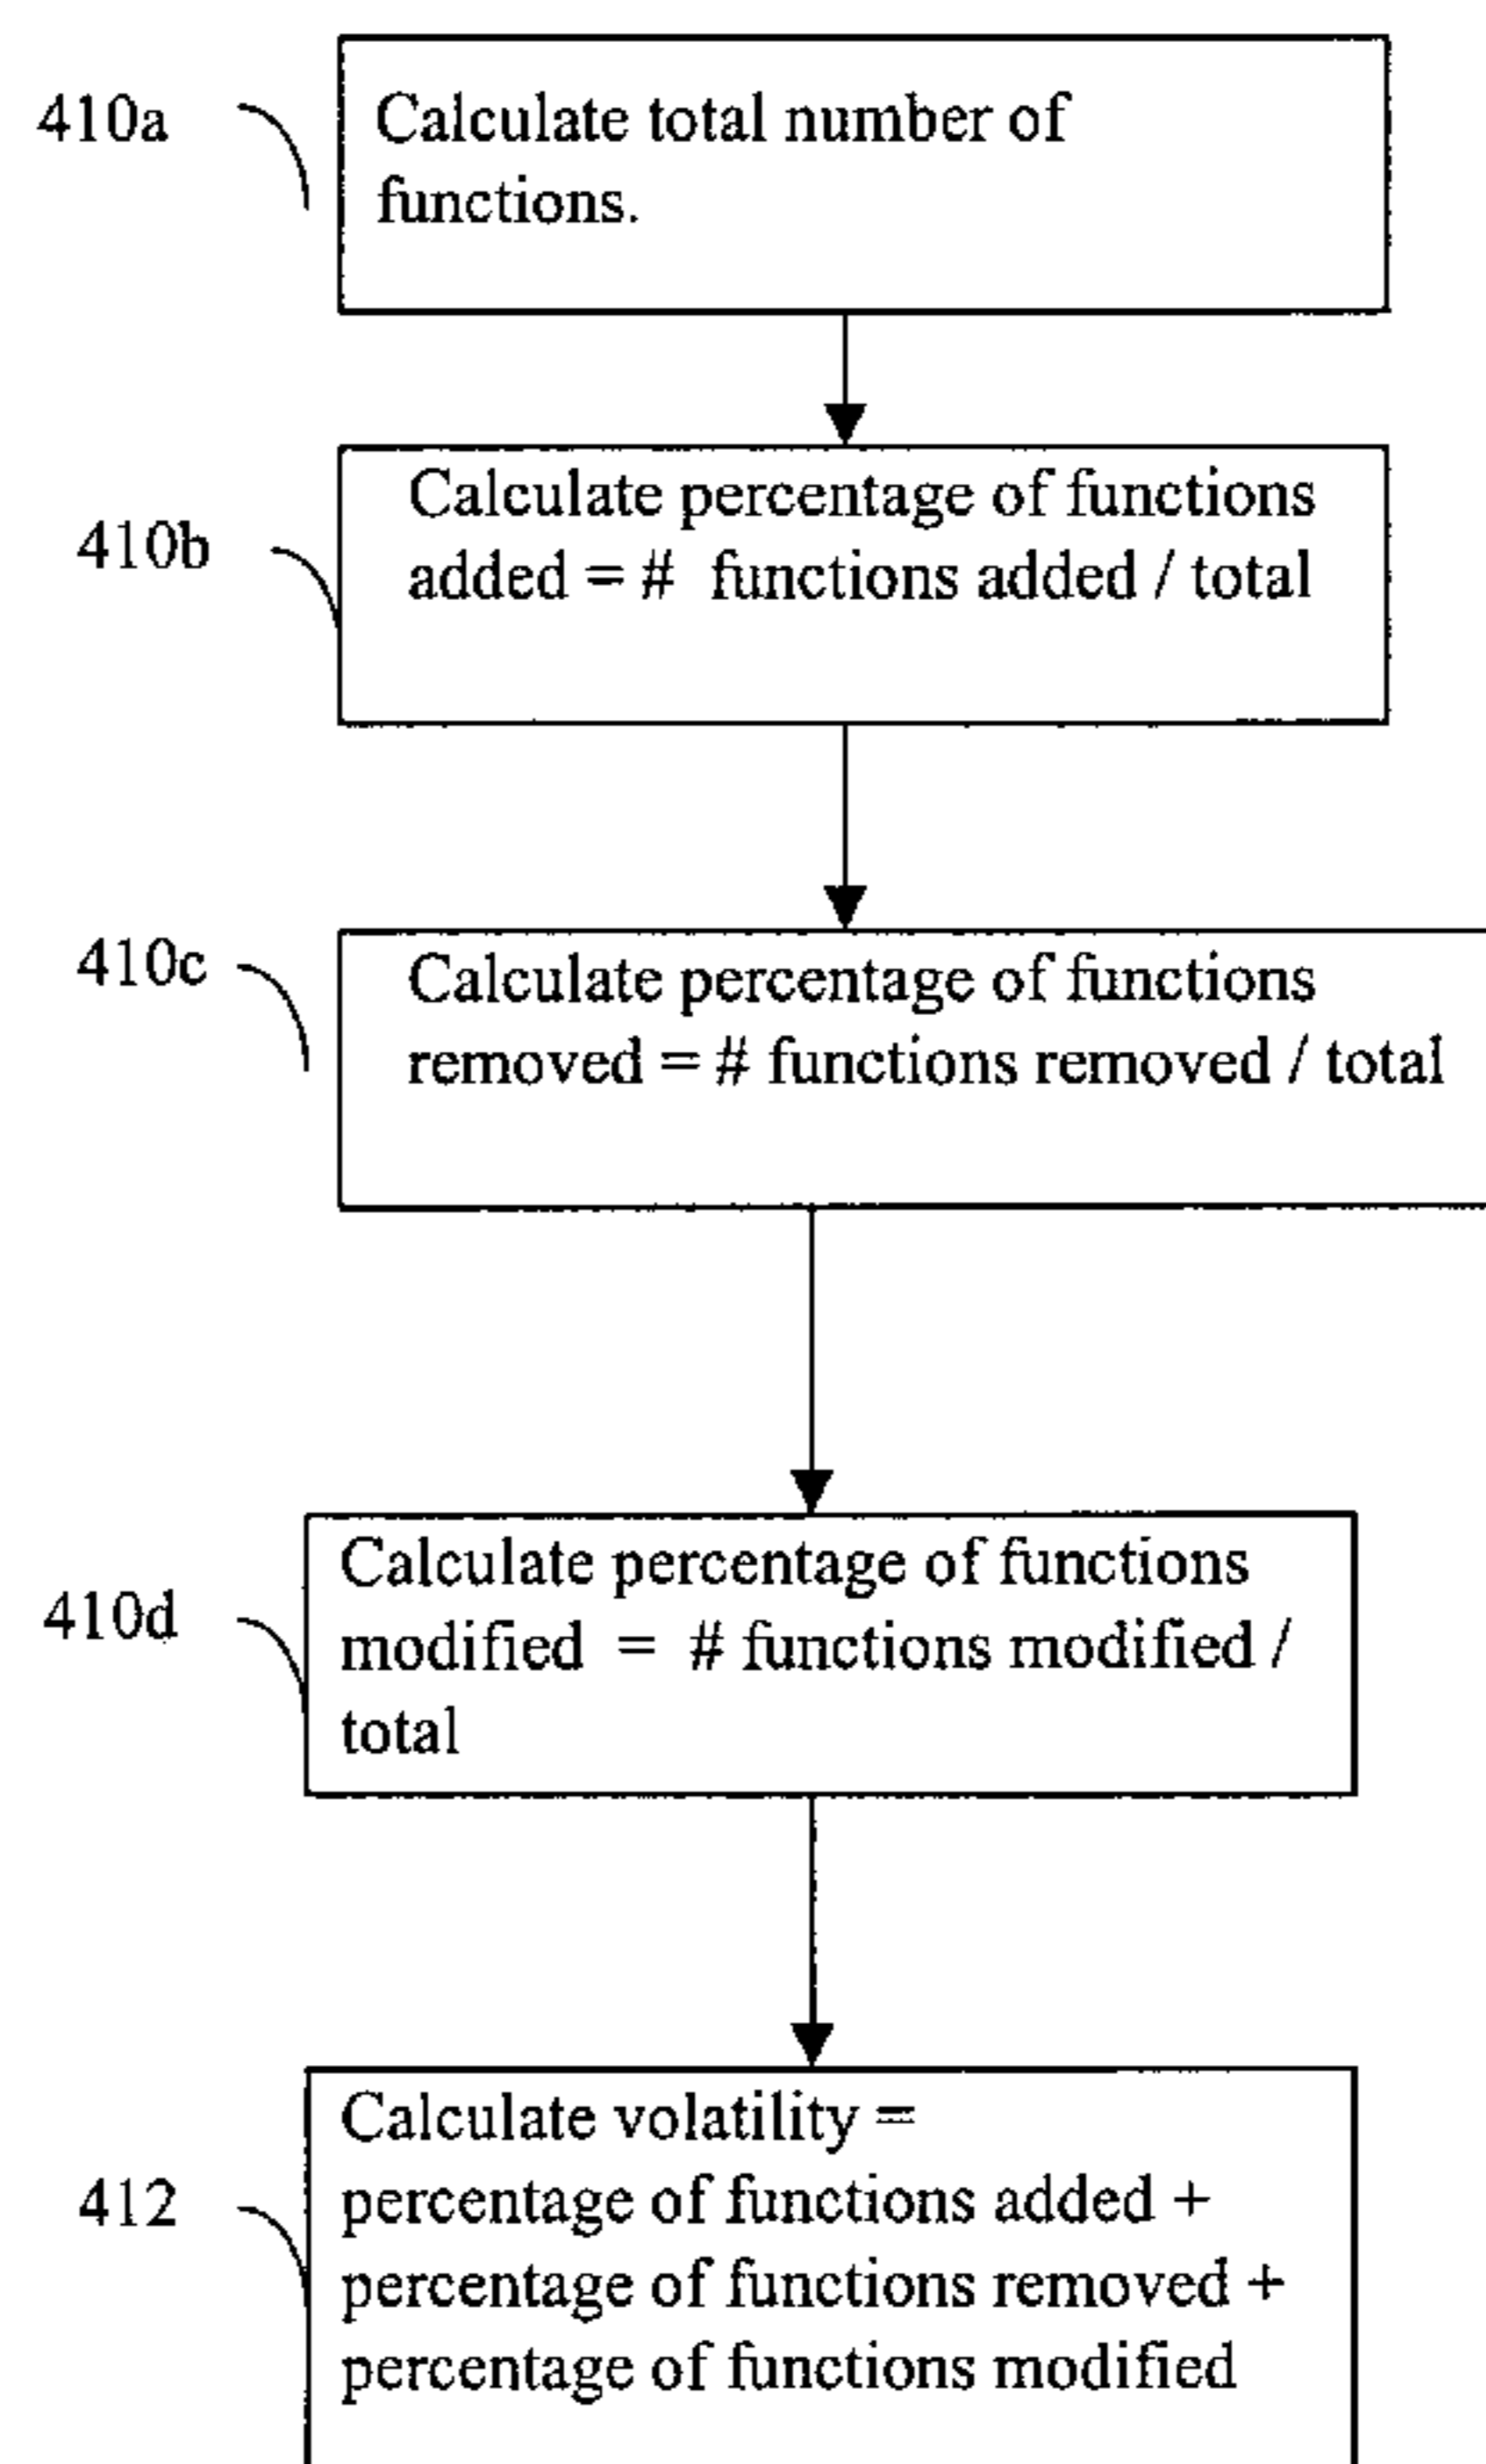 410a
Calculate total number of
functions.
410b
Calculate percentage of functions
added = # functions added / total
410c
Calculate percentage of functions
removed = # functions removed / total
410d
Calculate percentage of functions
modified = # functions modified /
total
412
Calculate volatility =
percentage of functions added +
percentage of functions removed +
percentage of functions modified